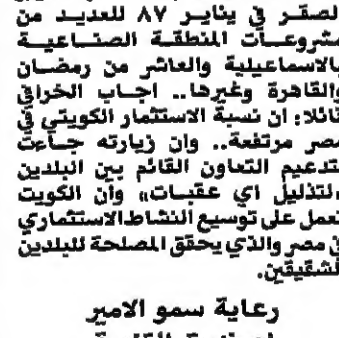 الصقر في يناير ٨٧ للعديد من
مشروعات المنطقة الصناعية
بالاسماعيلية والعاشر من رمضان
والقاهرة وغيرها.. اجاب الخرافي
قائلا: ان نسبة الاستثمار الكويتي في
مصر مرتفعة.. وان زيارته جاءت
لتدعيم التعاون القائم بين البلدين
«لتذليل اي عقبات» وان الكويت
تعمل على توسيع النشاط الاستثماري
في مصر والذي يحقق المصلحة للبلدين
الشقيقين.
رعاية سمو الامير